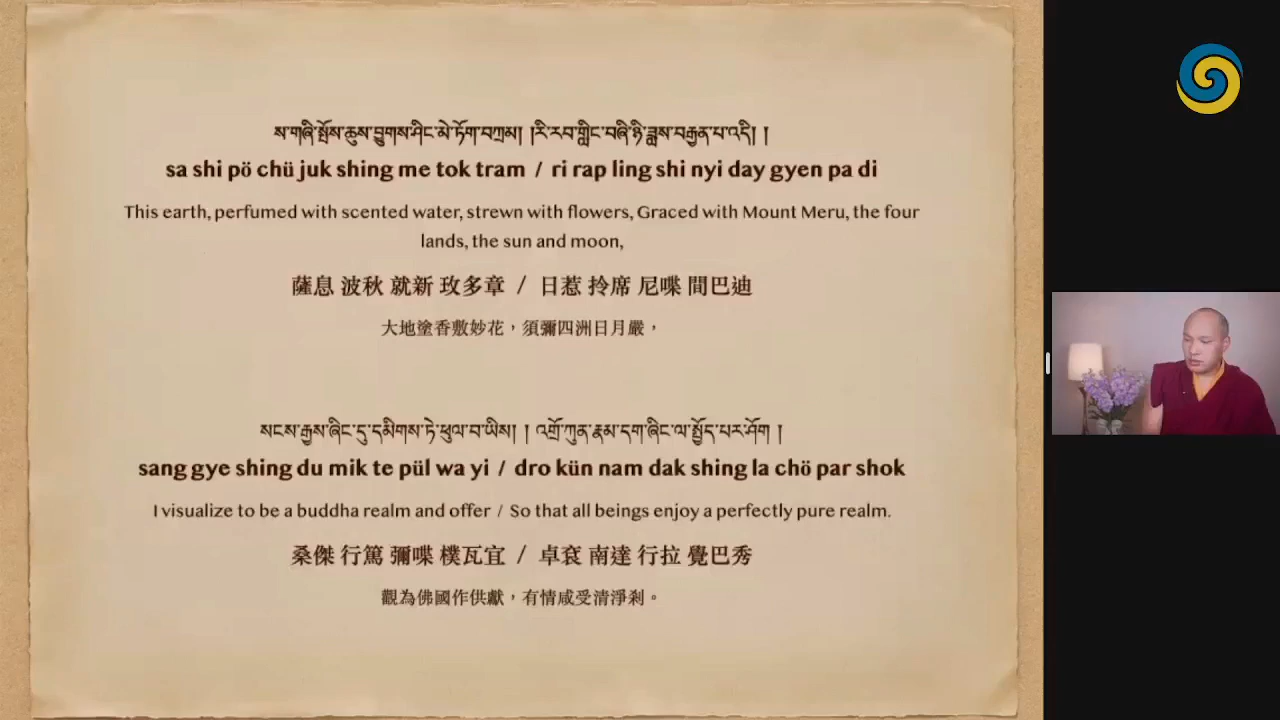 ས་གཞི་སྤོས་ཆུས་བྱུགས་ཤིང་མེ་ཏོག་བཀྲམ། །རི་རབ་གླིང་བཞི་ཉི་ཟླས་བརྒྱན་པ་འདི། །
sa shi pö chü juk shing me tok tram / ri rap ling shi nyi day gyen pa di
This earth, perfumed with scented water, strewn with flowers, Graced with Mount Meru, the four
lands, the sun and moon,
薩息 波秋 就新 玫多章 / 日惹 拎席 尼喋 間巴迪
大地塗香敷妙花，須彌四洲日月嚴，
སངས་རྒྱས་ཞིང་དུ་དམིགས་ཏེ་ཕུལ་བ་ཡིས། །འགྲོ་ཀུན་རྣམ་དག་ཞིང་ལ་སྤྱོད་པར་ཤོག །
sang gye shing du mik te pül wa yi / dro kün nam dak shing la chö par shok
I visualize to be a buddha realm and offer / So that all beings enjoy a perfectly pure realm.
桑傑 行篤 彌喋 樸瓦宜 / 卓袞 南達 行拉 覺巴秀
觀為佛國作供獻，有情咸受清淨剎。